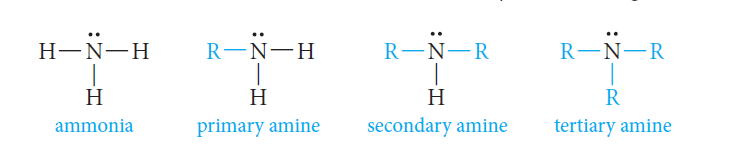 H—N̈—H R—N̈—H R—N̈—R R—N̈—R
H H H R
ammonia primary amine secondary amine tertiary amine